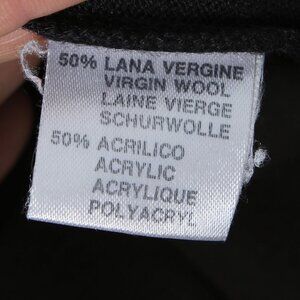 50% LANA VERGINE
VIRGIN WOOL
LAINE VIERGE
SCHURWOLLE
50% ACRILICO
ACRYLIC
ACRYLIQUE
POLYACRYL